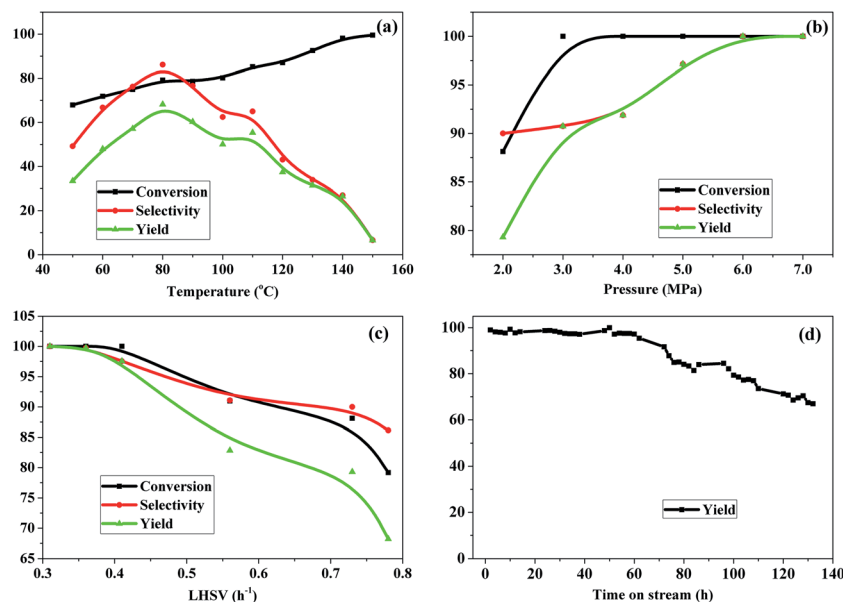 (a)
100
80
60
40
20
0
Conversion
Selectivity
Yield
40 60 80 100 120 140 160
Temperature (°C)
(b)
100
95
90
85
80
Conversion
Selectivity
Yield
2.0 3.0 4.0 5.0 6.0 7.0
Pressure (MPa)
(c)
105
100
95
90
85
80
75
70
65
Conversion
Selectivity
Yield
0.3 0.4 0.5 0.6 0.7 0.8
LHSV (h⁻¹)
(d)
100
80
60
40
20
0
Yield
0 20 40 60 80 100 120 140
Time on stream (h)